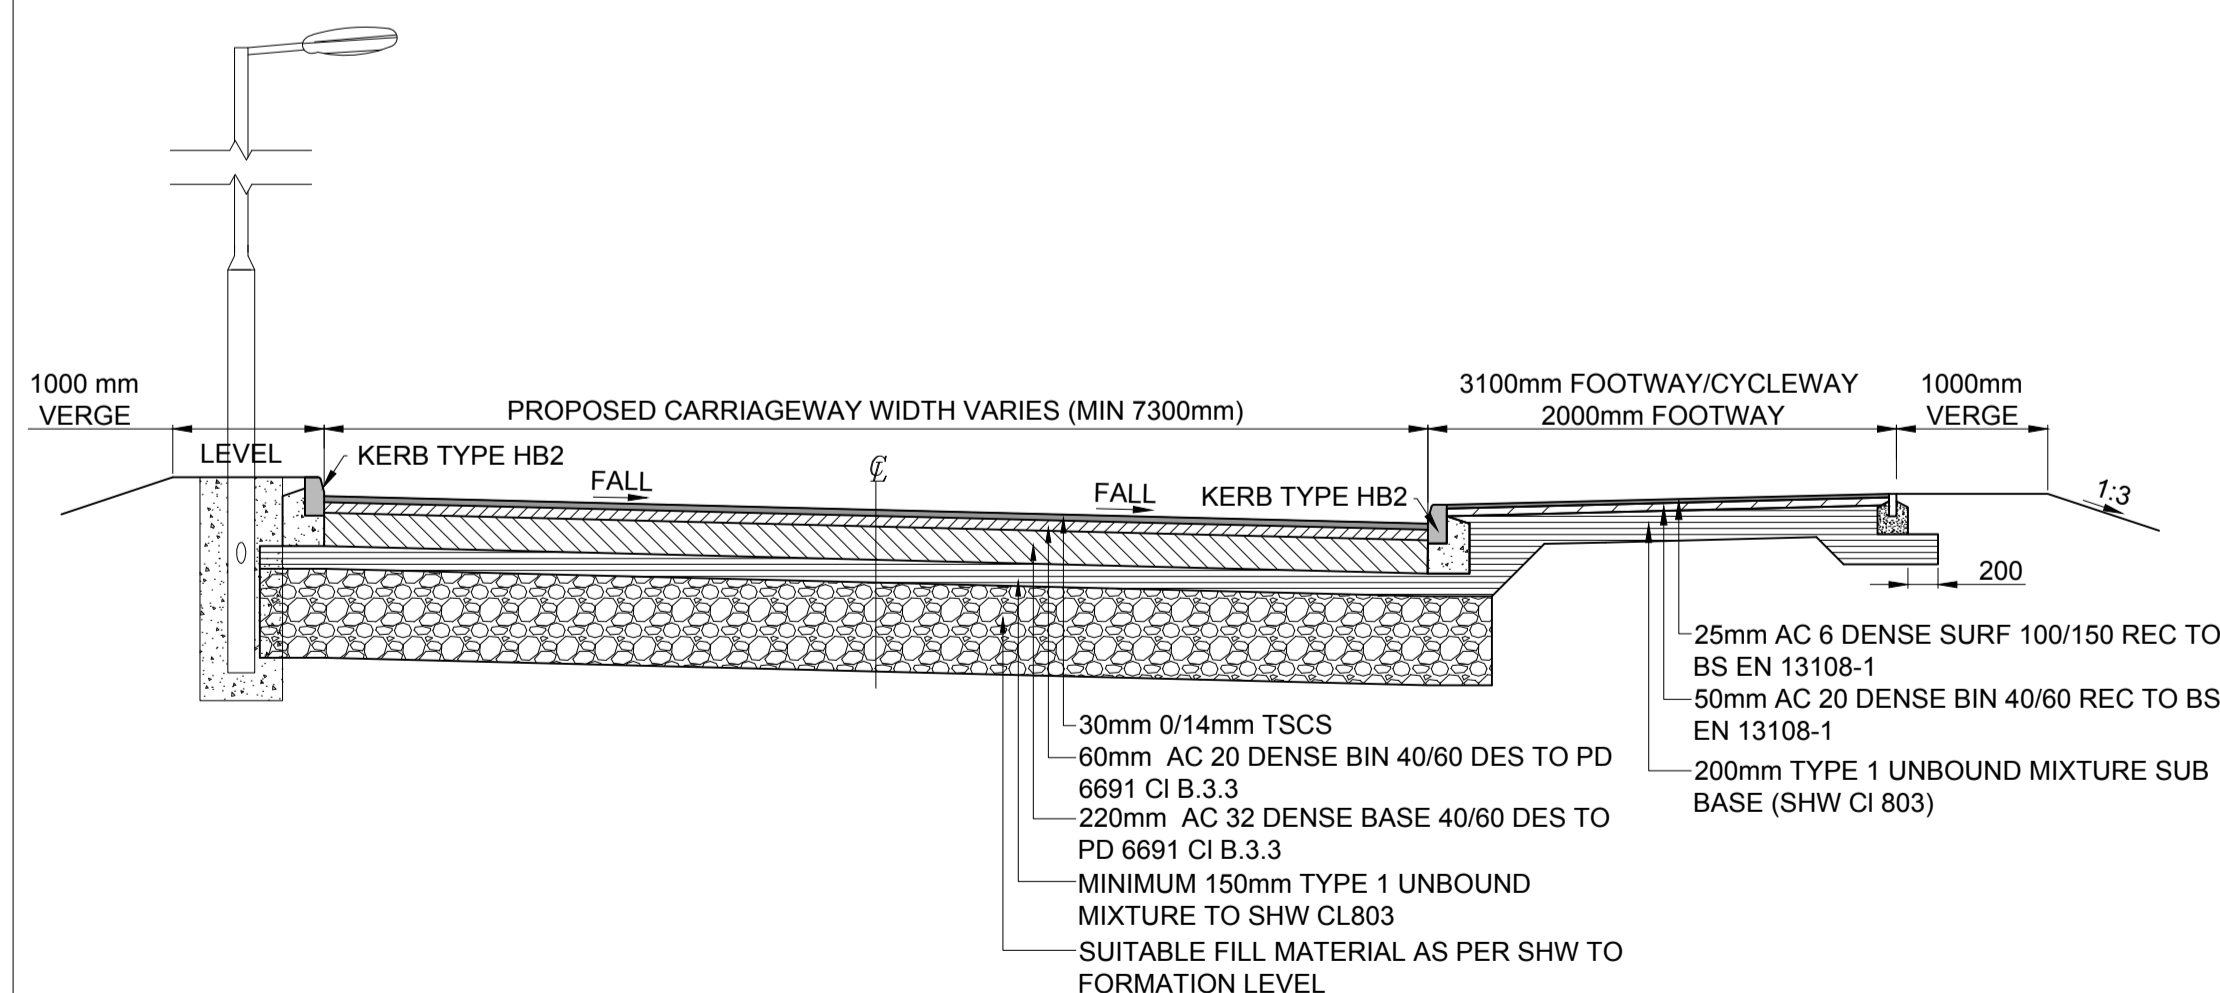 1000 mm
VERGE
PROPOSED CARRIAGEWAY WIDTH VARIES (MIN 7300mm)
3100mm FOOTWAY/CYCLEWAY
2000mm FOOTWAY
1000mm
VERGE
LEVEL
KERB TYPE HB2
FALL
℄
FALL
KERB TYPE HB2
1:3
200
30mm 0/14mm TSCS
60mm AC 20 DENSE BIN 40/60 DES TO PD
6691 Cl B.3.3
220mm AC 32 DENSE BASE 40/60 DES TO
PD 6691 Cl B.3.3
MINIMUM 150mm TYPE 1 UNBOUND
MIXTURE TO SHW CL803
SUITABLE FILL MATERIAL AS PER SHW TO
FORMATION LEVEL
25mm AC 6 DENSE SURF 100/150 REC TO
BS EN 13108-1
50mm AC 20 DENSE BIN 40/60 REC TO BS
EN 13108-1
200mm TYPE 1 UNBOUND MIXTURE SUB
BASE (SHW Cl 803)